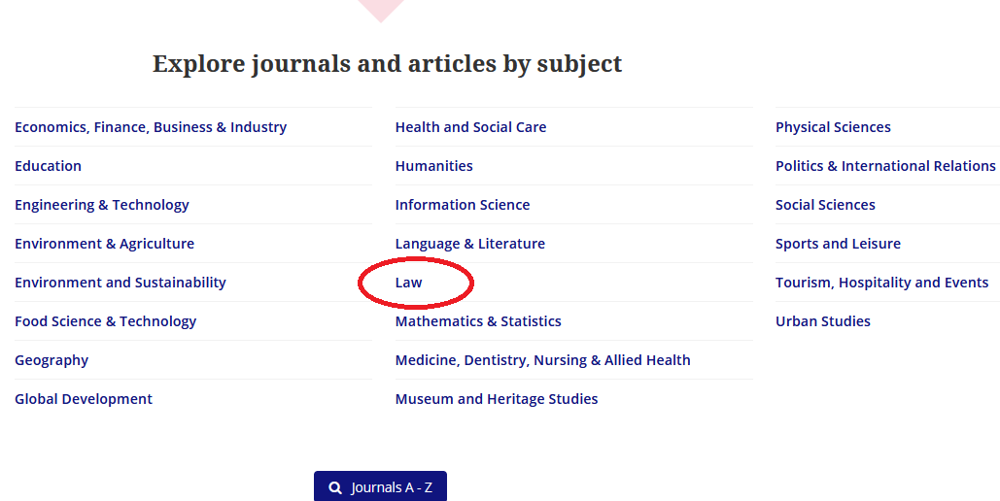 Explore journals and articles by subject
Economics, Finance, Business & Industry
Education
Engineering & Technology
Environment & Agriculture
Environment and Sustainability
Food Science & Technology
Geography
Global Development
Health and Social Care
Humanities
Information Science
Language & Literature
Law
Mathematics & Statistics
Medicine, Dentistry, Nursing & Allied Health
Museum and Heritage Studies
Physical Sciences
Politics & International Relations
Social Sciences
Sports and Leisure
Tourism, Hospitality and Events
Urban Studies
Journals A - Z